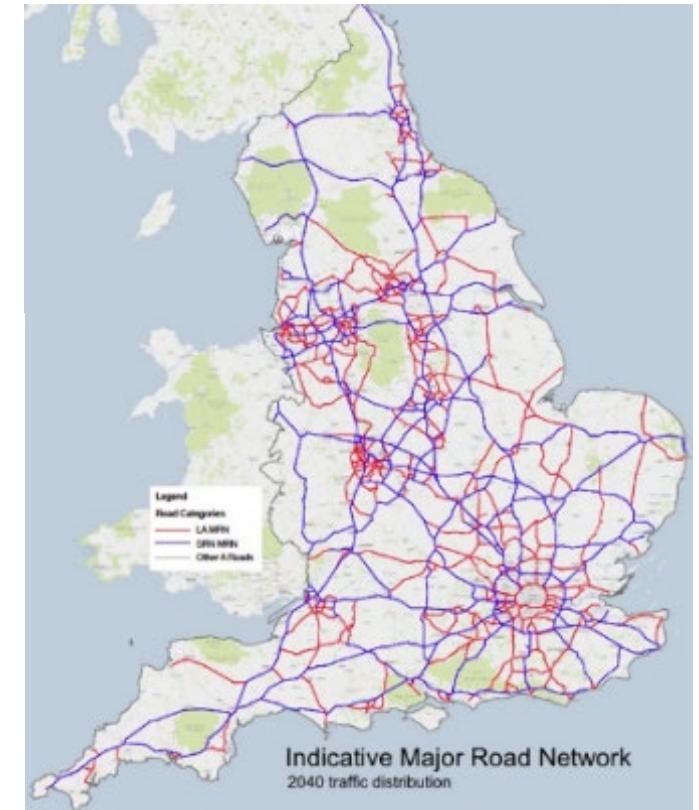 Legend
Road Categories
LA MRN
SRN MRN
Other A Roads
Indicative Major Road Network
2040 traffic distribution